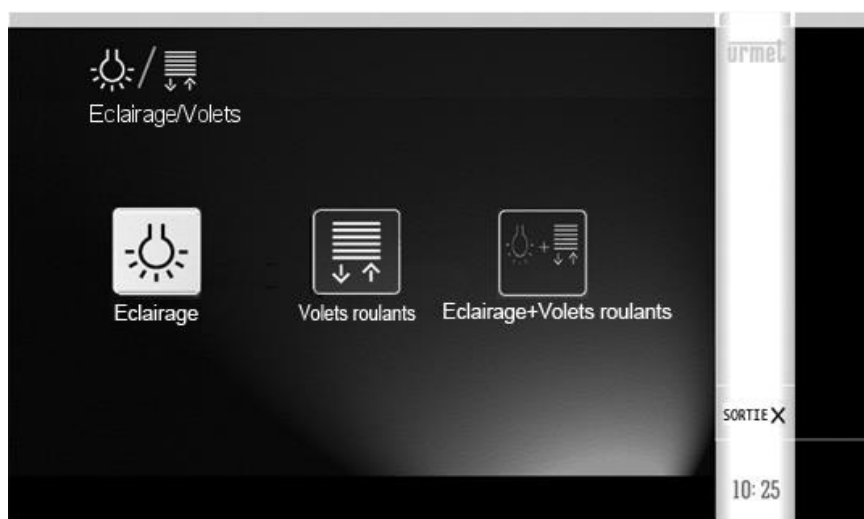 urmet
Eclairage/Volets
Eclairage
Volets roulants
Eclairage+Volets roulants
SORTIE X
10:25